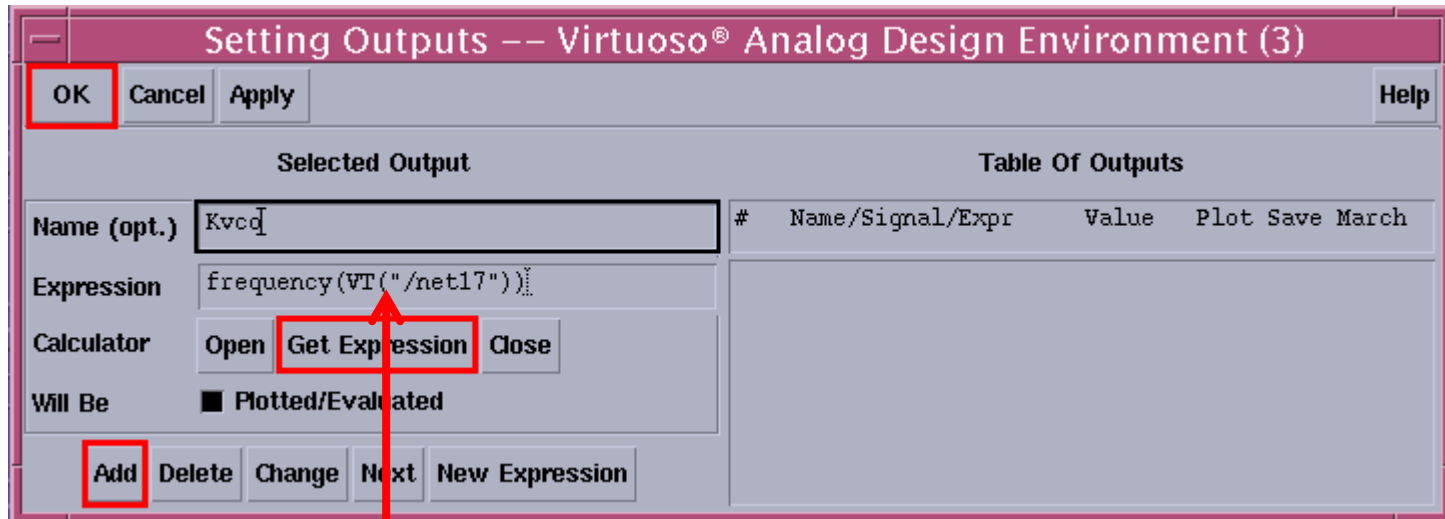 Setting Outputs -- Virtuoso® Analog Design Environment (3)
OK Cancel Apply Help
Selected Output Table Of Outputs
Name (opt.) Kvco # Name/Signal/Expr Value Plot Save March
Expression frequency(VT("/net17"))
Calculator Open Get Expression Close
Will Be Plotted/Evaluated
Add Delete Change Next New Expression